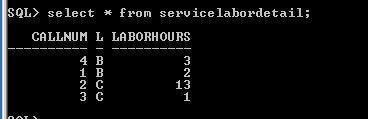 SQL> select * from servicelabordetail;
CALLNUM L LABORHOURS
---------- - ----------
4 B 3
1 B 2
2 C 13
3 C 1
SQL>